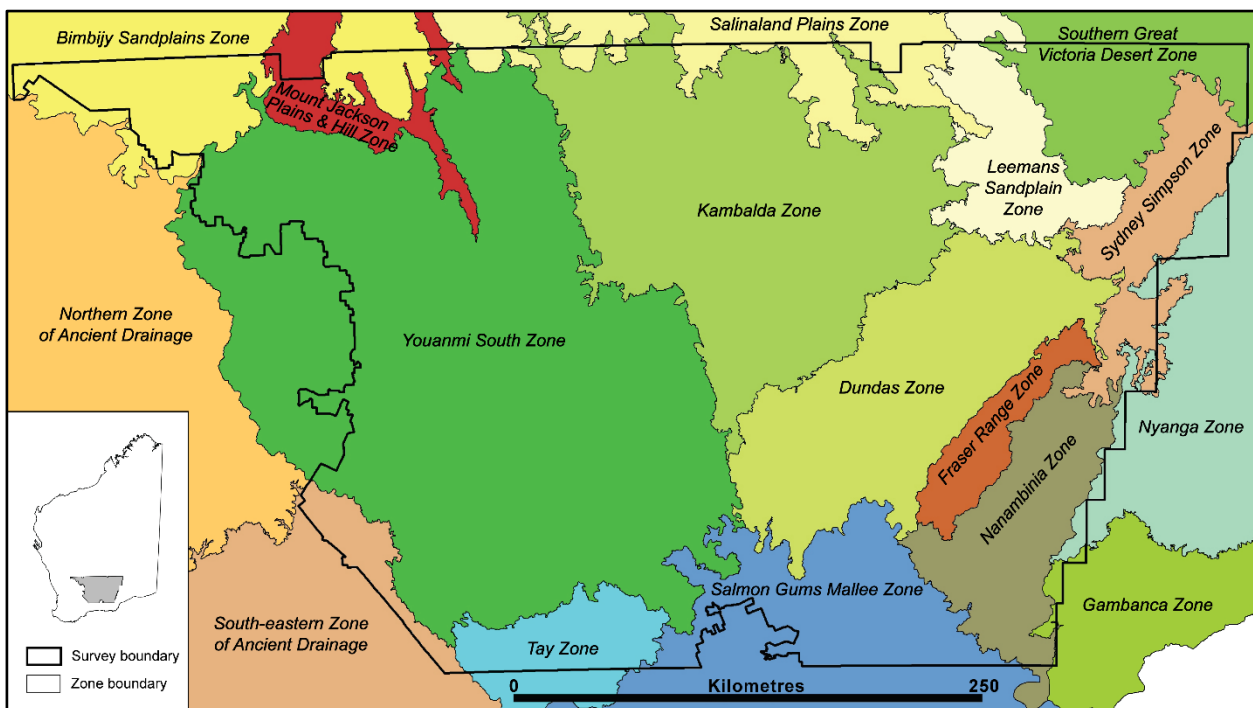 Bimbijy Sandplains Zone
Salinaland Plains Zone
Southern Great
Victoria Desert Zone
Mount Jackson
Plains & Hill Zone
Leemans
Sandplain
Zone
Sydney Simpson Zone
Kambalda Zone
Northern Zone
of Ancient Drainage
Youanmi South Zone
Dundas Zone
Fraser Range Zone
Nanambinia Zone
Nyanga Zone
South-eastern Zone
of Ancient Drainage
Tay Zone
Salmon Gums Mallee Zone
Gambanca Zone
Survey boundary
Zone boundary
0 Kilometres 250